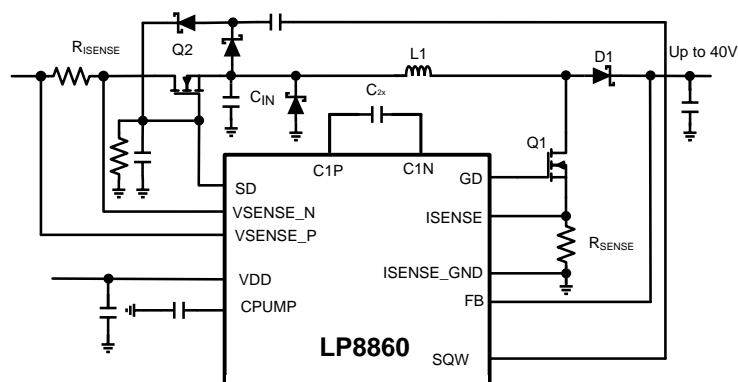 Q2
RISENSE
L1
D1
Up to 40V
CIN
C2x
Q1
C1P
C1N
SD
GD
VSENSE_N
ISENSE
VSENSE_P
RSENSE
VDD
ISENSE_GND
CPUMP
FB
LP8860
SQW